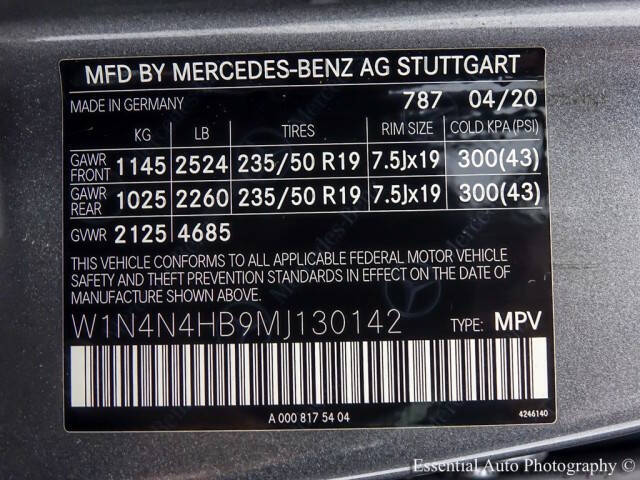 MFD BY MERCEDES-BENZ AG STUTTGART
MADE IN GERMANY 787 04/20
KG LB TIRES RIM SIZE COLD KPA(PSI)
GAWR FRONT 1145 2524 235/50 R19 7.5Jx19 300(43)
GAWR REAR 1025 2260 235/50 R19 7.5Jx19 300(43)
GVWR 2125 4685
THIS VEHICLE CONFORMS TO ALL APPLICABLE FEDERAL MOTOR VEHICLE
SAFETY AND THEFT PREVENTION STANDARDS IN EFFECT ON THE DATE OF
MANUFACTURE SHOWN ABOVE.
W1N4N4HB9MJ130142 TYPE: MPV
A 000 817 54 04 4246140
Essential Auto Photography ©